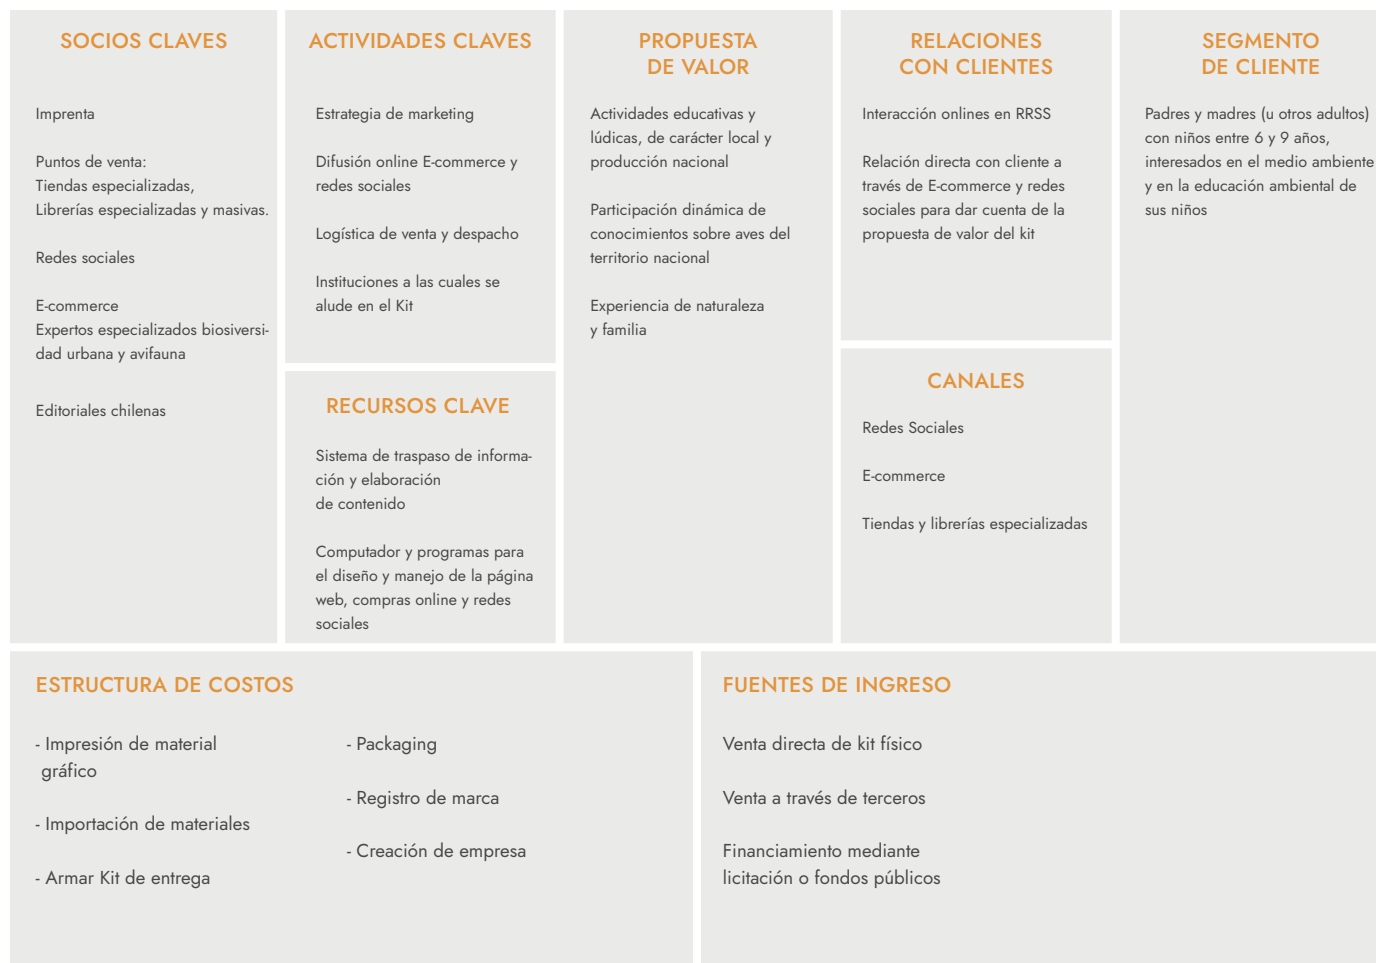 SOCIOS CLAVES
Imprenta
Puntos de venta:
Tiendas especializadas,
Librerías especializadas y masivas.
Redes sociales
E-commerce
Expertos especializados biosiversi-
dad urbana y avifauna
Editoriales chilenas
ACTIVIDADES CLAVES
Estrategia de marketing
Difusión online E-commerce y
redes sociales
Logística de venta y despacho
Instituciones a las cuales se
alude en el Kit
RECURSOS CLAVE
Sistema de traspaso de informa-
ción y elaboración
de contenido
Computador y programas para
el diseño y manejo de la página
web, compras online y redes
sociales
PROPUESTA
DE VALOR
Actividades educativas y
lúdicas, de carácter local y
producción nacional
Participación dinámica de
conocimientos sobre aves del
territorio nacional
Experiencia de naturaleza
y familia
RELACIONES
CON CLIENTES
Interacción onlines en RRSS
Relación directa con cliente a
través de E-commerce y redes
sociales para dar cuenta de la
propuesta de valor del kit
CANALES
Redes Sociales
E-commerce
Tiendas y librerías especializadas
SEGMENTO
DE CLIENTE
Padres y madres (u otros adultos)
con niños entre 6 y 9 años,
interesados en el medio ambiente
y en la educación ambiental de
sus niños
ESTRUCTURA DE COSTOS
- Impresión de material
gráfico
- Importación de materiales
- Armar Kit de entrega
- Packaging
- Registro de marca
- Creación de empresa
FUENTES DE INGRESO
Venta directa de kit físico
Venta a través de terceros
Financiamiento mediante
licitación o fondos públicos